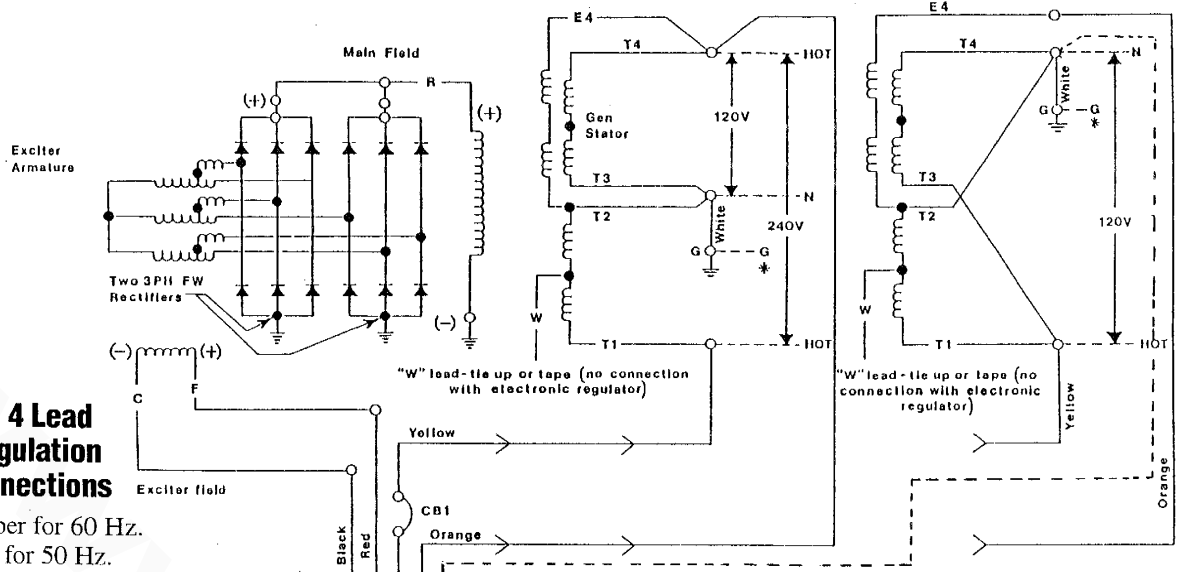 Main Field
R
(+)
(+)
Exciter
Armature
Two 3PH FW
Rectifiers
(-)
(-)
(+)
C
F
4 Lead
gulation
nnections
Exciter field
per for 60 Hz.
for 50 Hz.
Black
Red
E4
T4
HOT
Gen
Stator
120V
T3
N
T2
White
240V
G
G
*
W
T1
HOT
"W" lead-tie up or tape (no connection
with electronic regulator)
Yellow
CB1
Orange
E4
T4
N
White
G
G
*
T3
T2
120V
W
T1
HOT
"W" lead-tie up or tape (no
connection with electronic
regulator)
Yellow
Orange